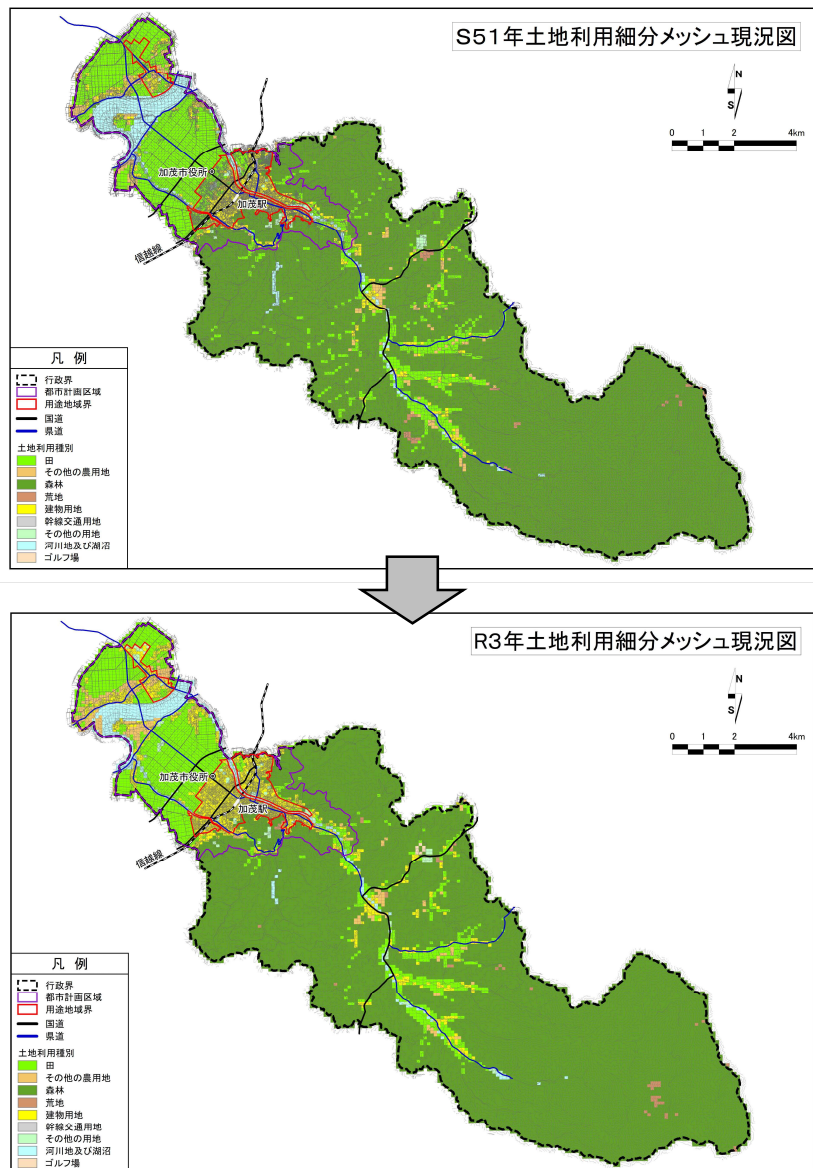 S51年土地利用細分メッシュ現況図
N
S
0 1 2 4km
加茂市役所
加茂駅
信越線
凡 例
行政界
都市計画区域
用途地域界
国道
県道
土地利用種別
田
その他の農用地
森林
荒地
建物用地
幹線交通用地
その他の用地
河川地及び湖沼
ゴルフ場
R3年土地利用細分メッシュ現況図
N
S
0 1 2 4km
加茂市役所
加茂駅
信越線
凡 例
行政界
都市計画区域
用途地域界
国道
県道
土地利用種別
田
その他の農用地
森林
荒地
建物用地
幹線交通用地
その他の用地
河川地及び湖沼
ゴルフ場